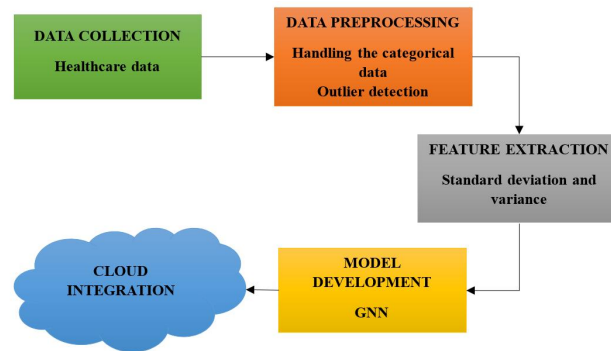 DATA COLLECTION
Healthcare data
DATA PREPROCESSING
Handling the categorical
data
Outlier detection
FEATURE EXTRACTION
Standard deviation and
variance
MODEL
DEVELOPMENT
GNN
CLOUD
INTEGRATION